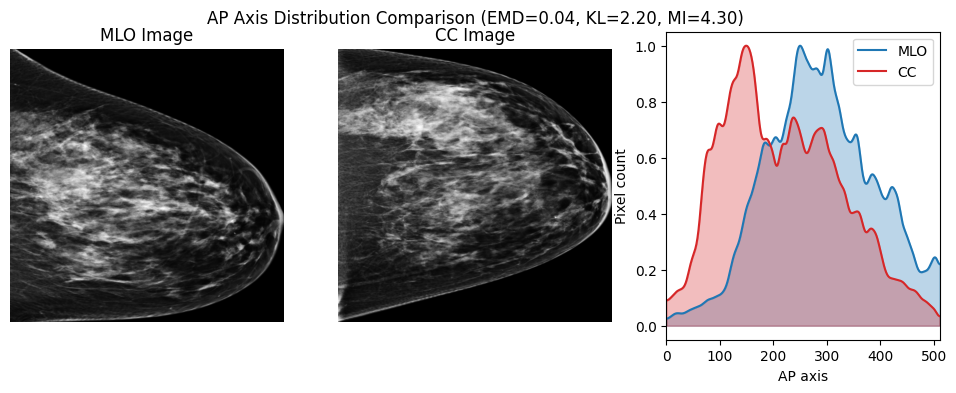 AP Axis Distribution Comparison (EMD=0.04, KL=2.20, MI=4.30)
MLO Image
CC Image
MLO
CC
Pixel count
1.0
0.8
0.6
0.4
0.2
0.0
0 100 200 300 400 500
AP axis